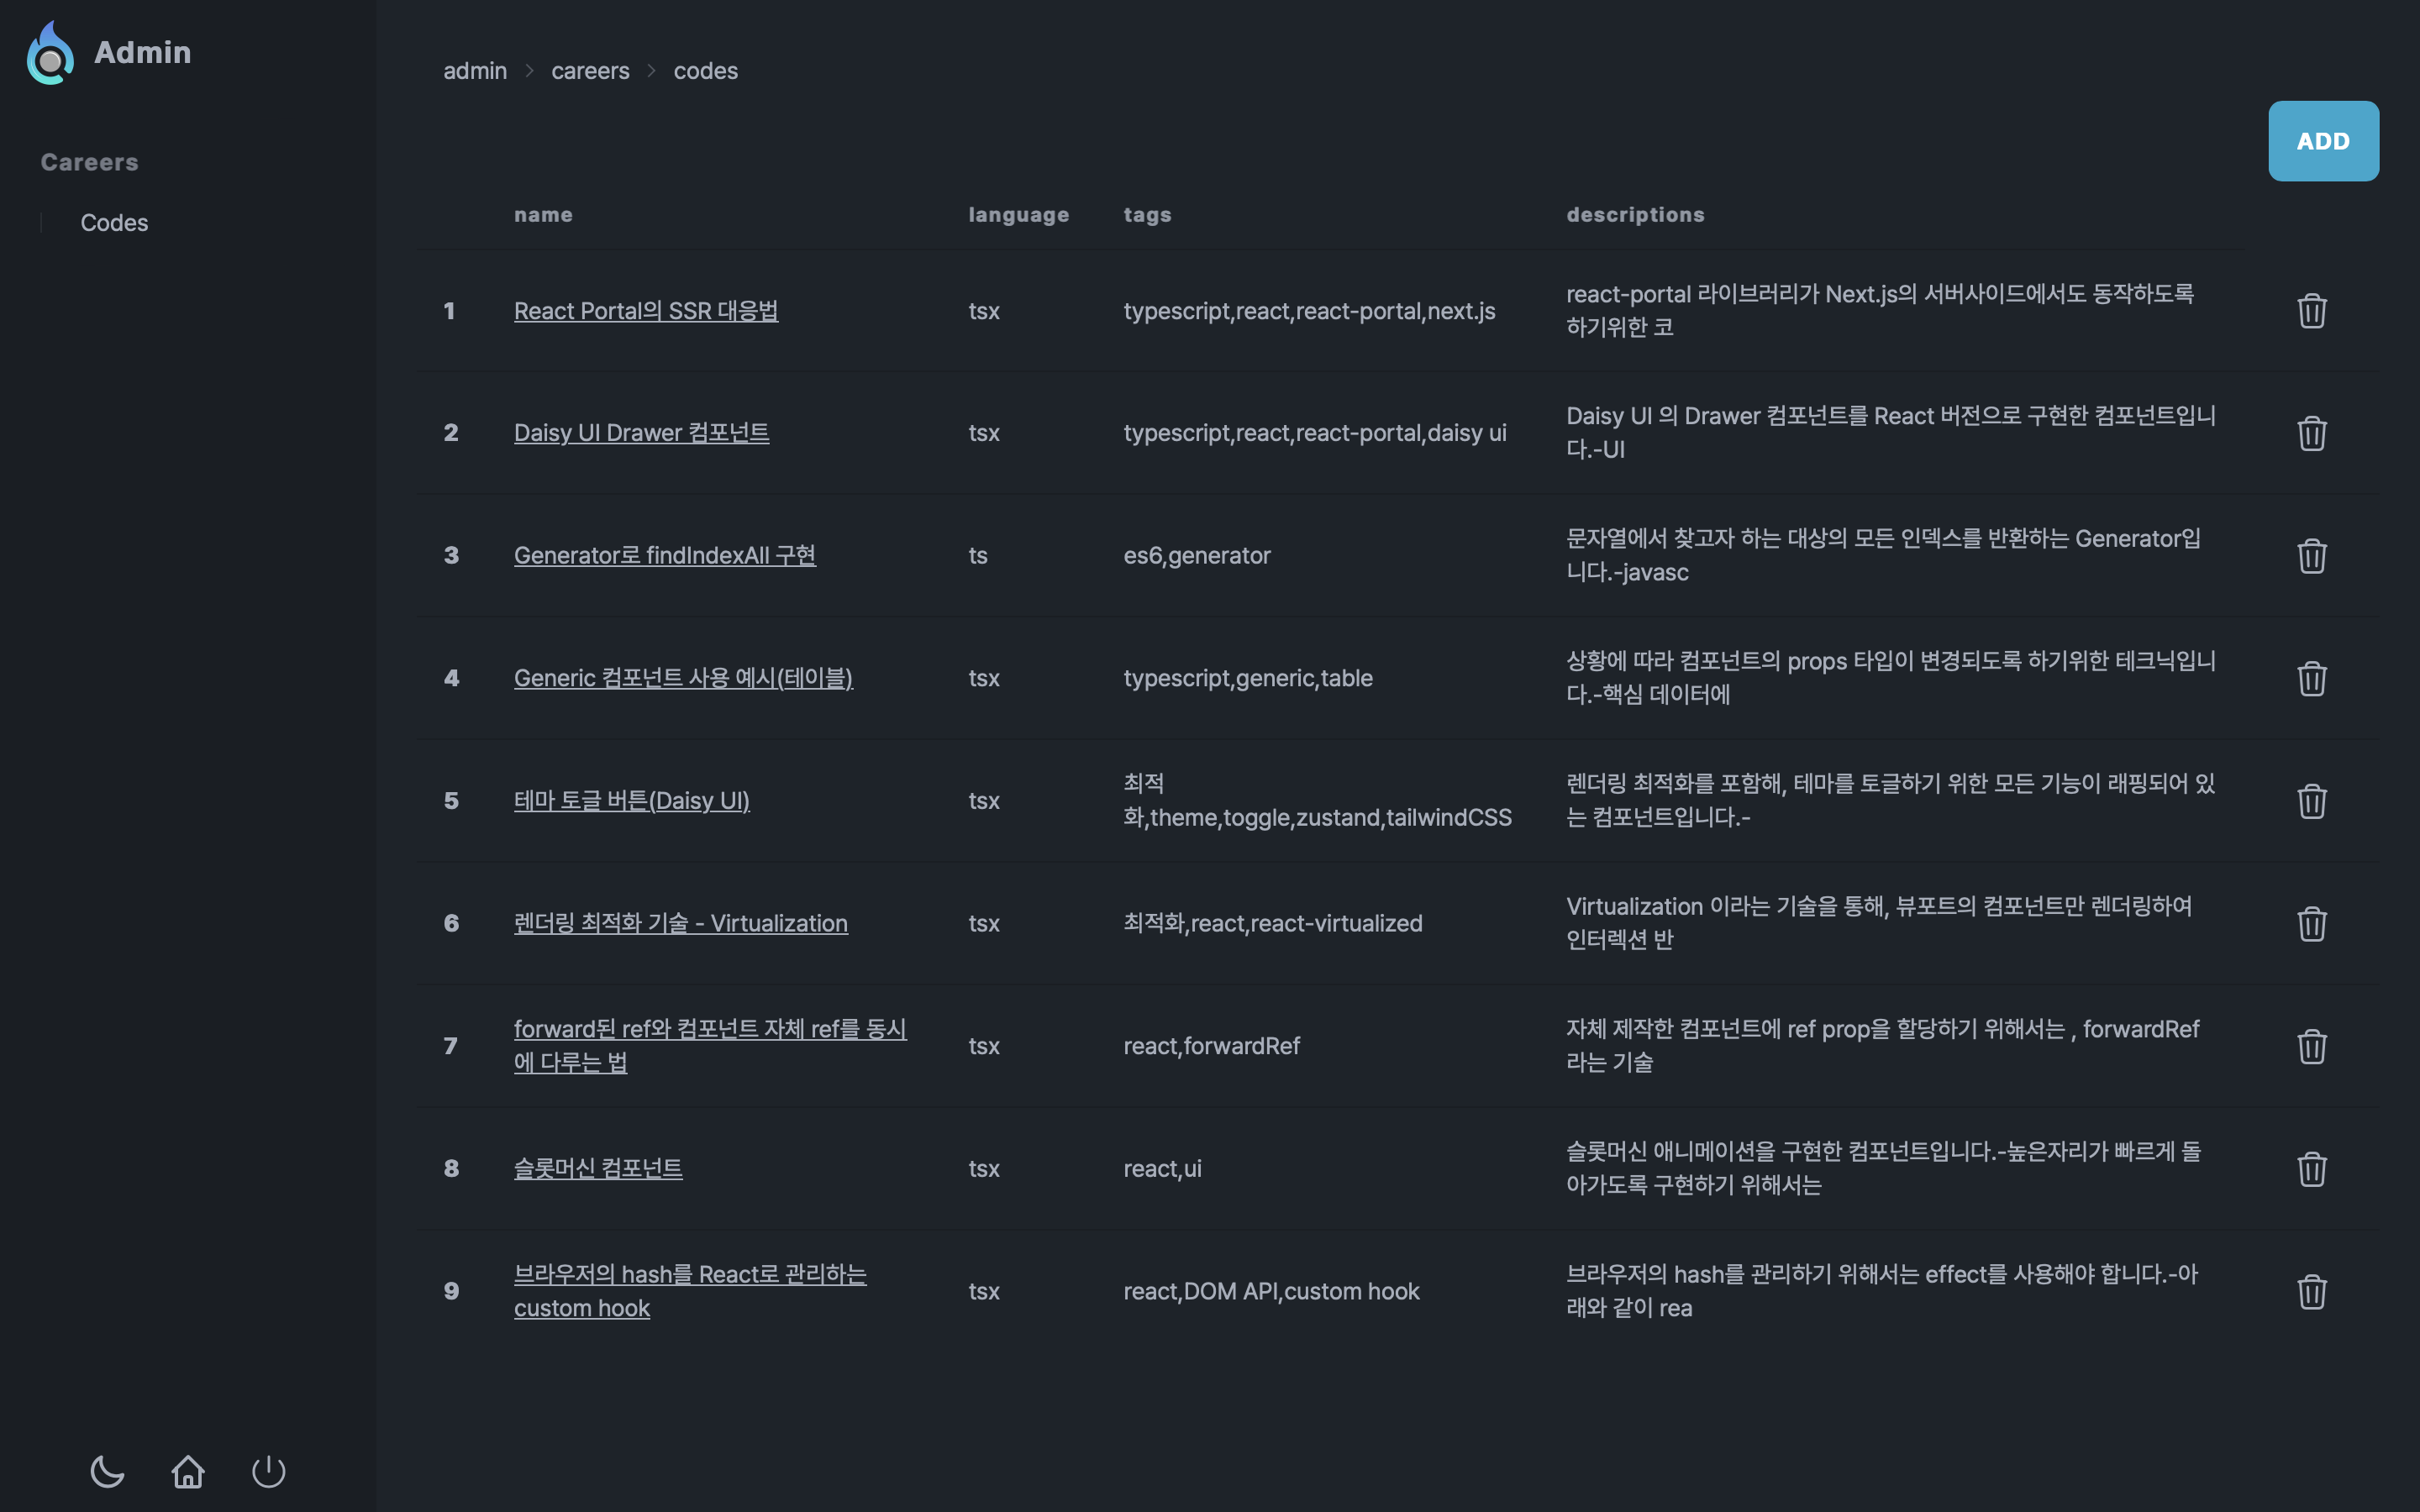 Admin
Careers
Codes
admin > careers > codes
ADD
name language tags descriptions
1 React Portal의 SSR 대응법 tsx typescript,react,react-portal,next.js react-portal 라이브러리가 Next.js의 서버사이드에서도 동작하도록
하기위한 코
2 Daisy UI Drawer 컴포넌트 tsx typescript,react,react-portal,daisy ui Daisy UI 의 Drawer 컴포넌트를 React 버전으로 구현한 컴포넌트입니
다.-UI
3 Generator로 findIndexAll 구현 ts es6,generator 문자열에서 찾고자 하는 대상의 모든 인덱스를 반환하는 Generator입
니다.-javasc
4 Generic 컴포넌트 사용 예시(테이블) tsx typescript,generic,table 상황에 따라 컴포넌트의 props 타입이 변경되도록 하기위한 테크닉입니
다.-핵심 데이터에
5 테마 토글 버튼(Daisy UI) tsx 최적
화,theme,toggle,zustand,tailwindCSS 렌더링 최적화를 포함해, 테마를 토글하기 위한 모든 기능이 래핑되어 있
는 컴포넌트입니다.-
6 렌더링 최적화 기술 - Virtualization tsx 최적화,react,react-virtualized Virtualization 이라는 기술을 통해, 뷰포트의 컴포넌트만 렌더링하여
인터렉션 반
7 forward된 ref와 컴포넌트 자체 ref를 동시
에 다루는 법 tsx react,forwardRef 자체 제작한 컴포넌트에 ref prop을 할당하기 위해서는 , forwardRef
라는 기술
8 슬롯머신 컴포넌트 tsx react,ui 슬롯머신 애니메이션을 구현한 컴포넌트입니다.-높은자리가 빠르게 돌
아가도록 구현하기 위해서는
9 브라우저의 hash를 React로 관리하는
custom hook tsx react,DOM API,custom hook 브라우저의 hash를 관리하기 위해서는 effect를 사용해야 합니다.-아
래와 같이 rea